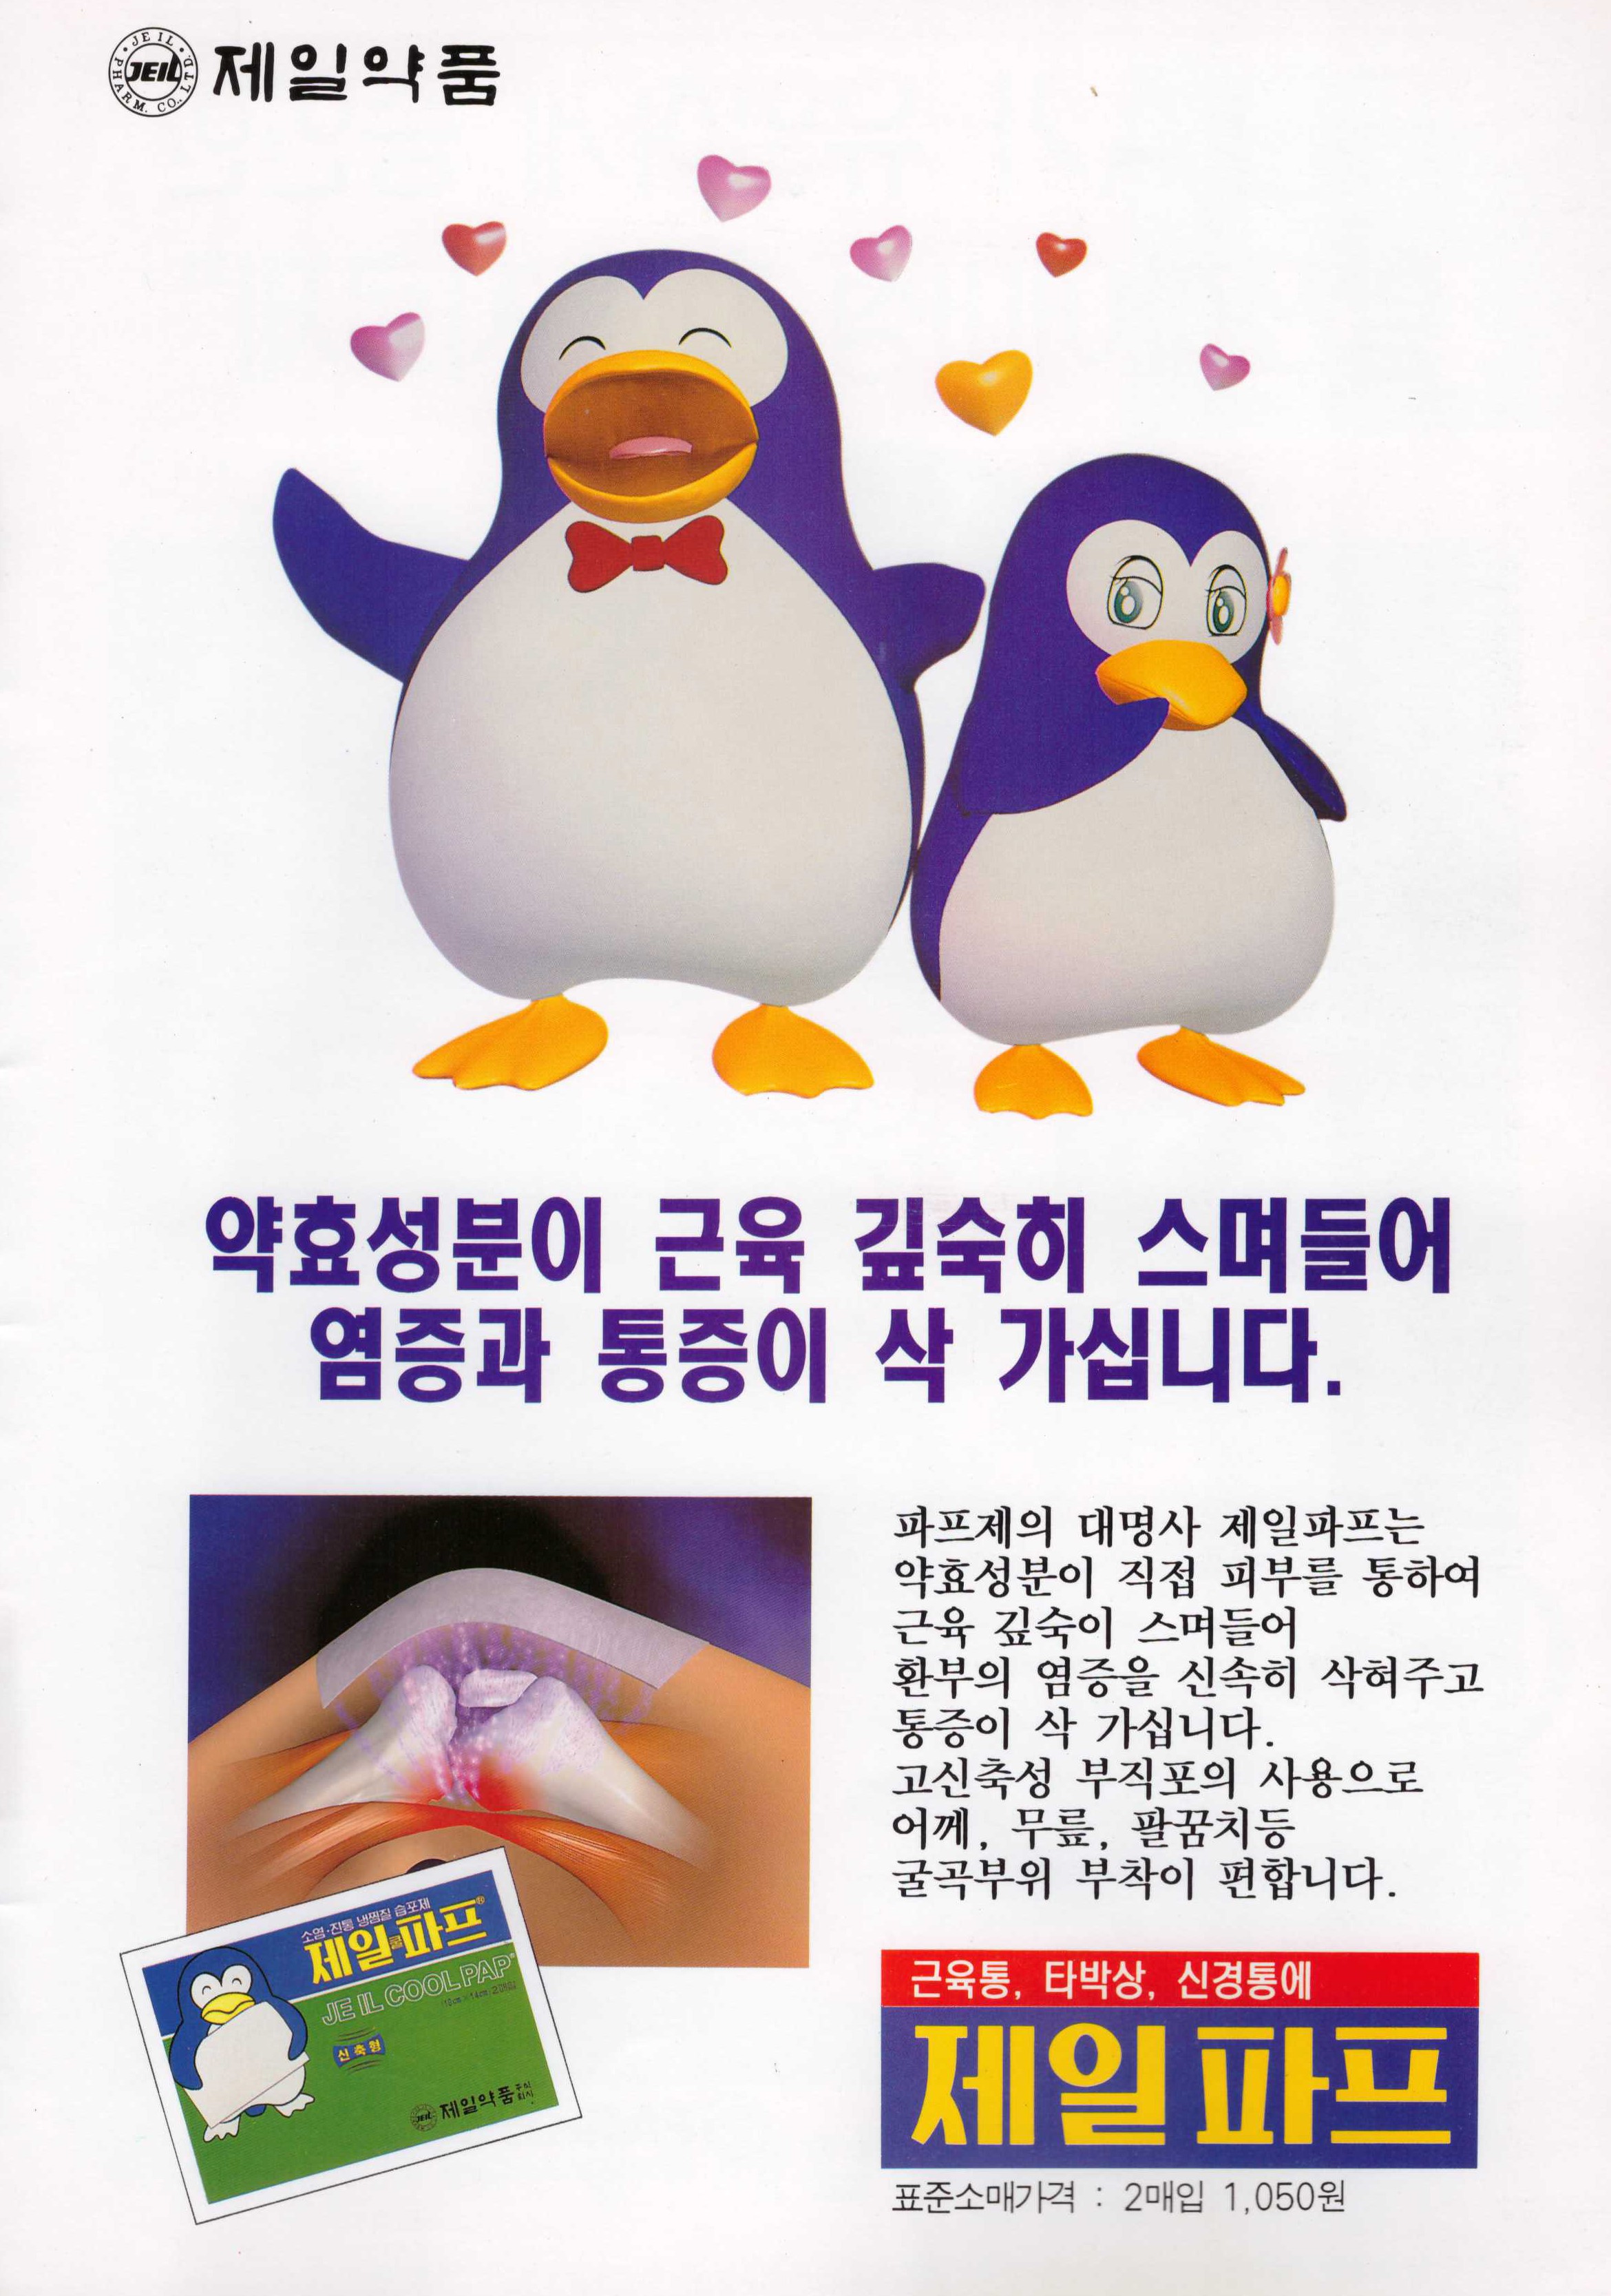 JE IL PHARM. CO., LTD.
JEIL
제일약품
약효성분이 근육 깊숙히 스며들어
염증과 통증이 삭 가십니다.
파프제의 대명사 제일파프는
약효성분이 직접 피부를 통하여
근육 깊숙이 스며들어
환부의 염증을 신속히 삭혀주고
통증이 삭 가십니다.
고신축성 부직포의 사용으로
어께, 무릎, 팔꿈치등
굴곡부위 부착이 편합니다.
소염·진통 냉찜질 습포제
제일쿨파프®
JE IL COOL PAP®
(10cm×14cm) 2매입
신축형
JEIL 제일약품 주식회사
근육통, 타박상, 신경통에
제일파프
표준소매가격 : 2매입 1,050원